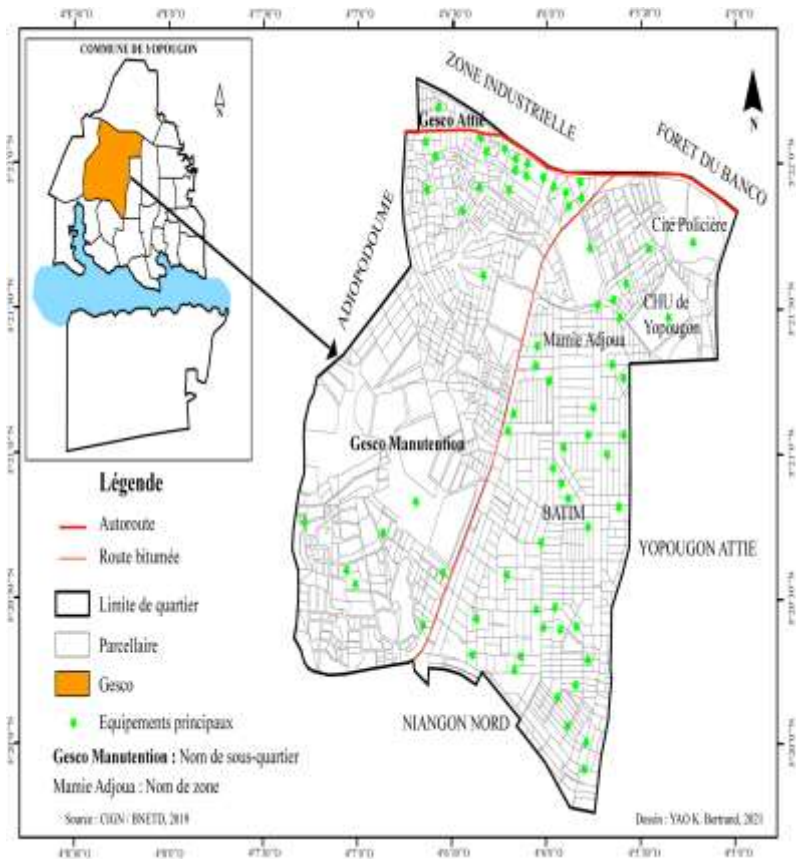 COMMUNE DE YOPOUGON
N
N
ZONE INDUSTRIELLE
FORET DU BANCO
Gesco Attié
Cité Policière
ADIOPODOUME
CHU de
Yopougon
Mamie Adjoua
Gesco Manutention
BATIM
YOPOUGON ATTIE
NIANGON NORD
Légende
Autoroute
Route bitumée
Limite de quartier
Parcellaire
Gesco
Equipements principaux
Gesco Manutention : Nom de sous-quartier
Mamie Adjoua : Nom de zone
Source : CIGN / BNETD, 2019
Dessin : YAO K. Bertrand, 2021